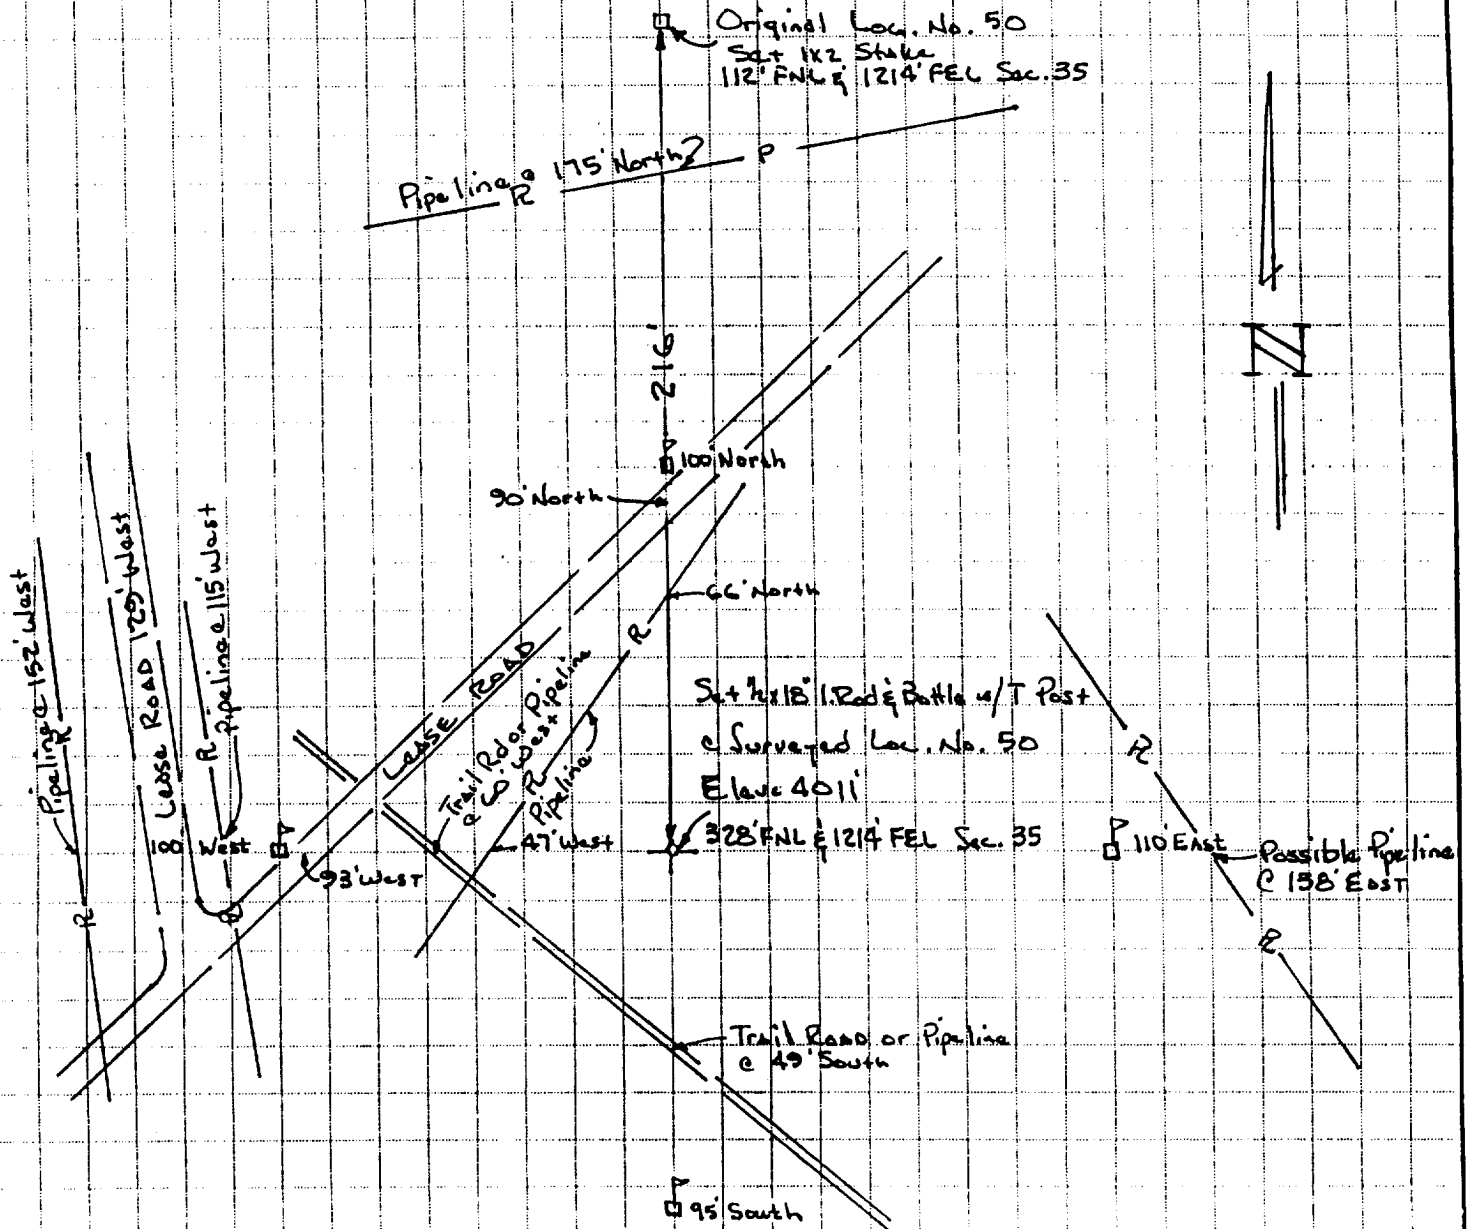 Original Loc. No. 50
Set 1x2 Stake
112' FNL & 1214' FEL Sec. 35
Pipeline @ 175' North
P
P
216'
N
100' North
90' North
66' North
P
LEASE ROAD
Trail Rd or Pipeline
@ 60' West
P
Pipeline
47' West
Pipeline @ 152' West
P
P
Lease ROAD 129' West
Pipeline @ 115' West
P
P
100' West
93' West
Set 1/2x18" I.Rod & Bottle w/ T Post
@ Surveyed Loc. No. 50
Elev. 4011'
328' FNL & 1214' FEL Sec. 35
P
110' East
Possible Pipeline
@ 138' EAST
P
Trail ROAD or Pipeline
@ 49' South
95' South